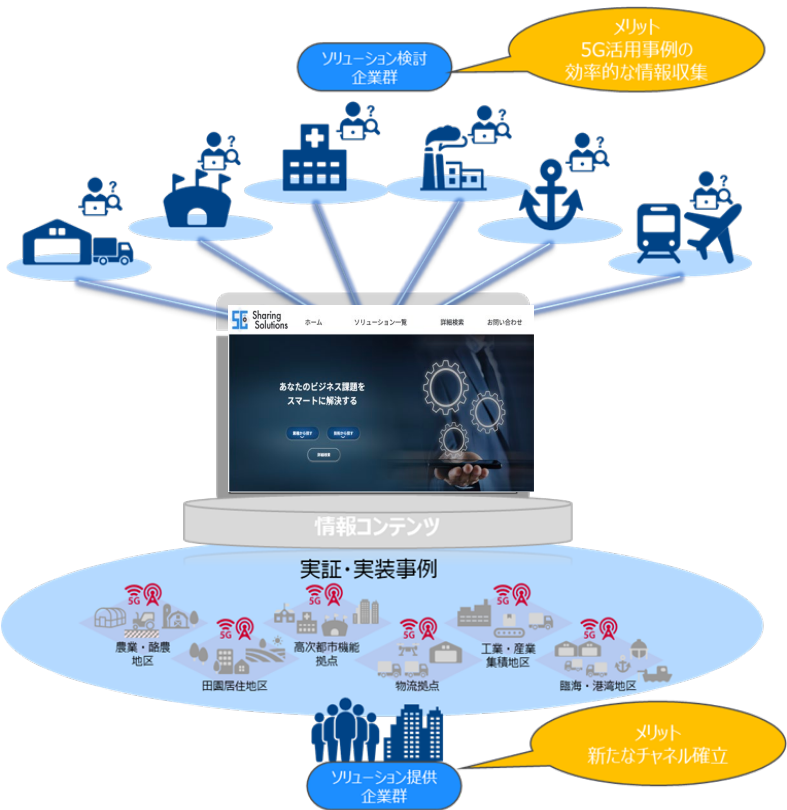 メリット
5G活用事例の
効率的な情報収集
ソリューション検討
企業群
?
?
?
?
?
?
5G Sharing
Solutions
ホーム ソリューション一覧 詳細検索 お問い合わせ
あなたのビジネス課題を
スマートに解決する
詳細検索
情報コンテンツ
実証・実装事例
5G
5G
5G
5G
5G
5G
農業・酪農
地区
田園居住地区
高次都市機能
拠点
物流拠点
工業・産業
集積地区
臨海・港湾地区
メリット
新たなチャネル確立
ソリューション提供
企業群